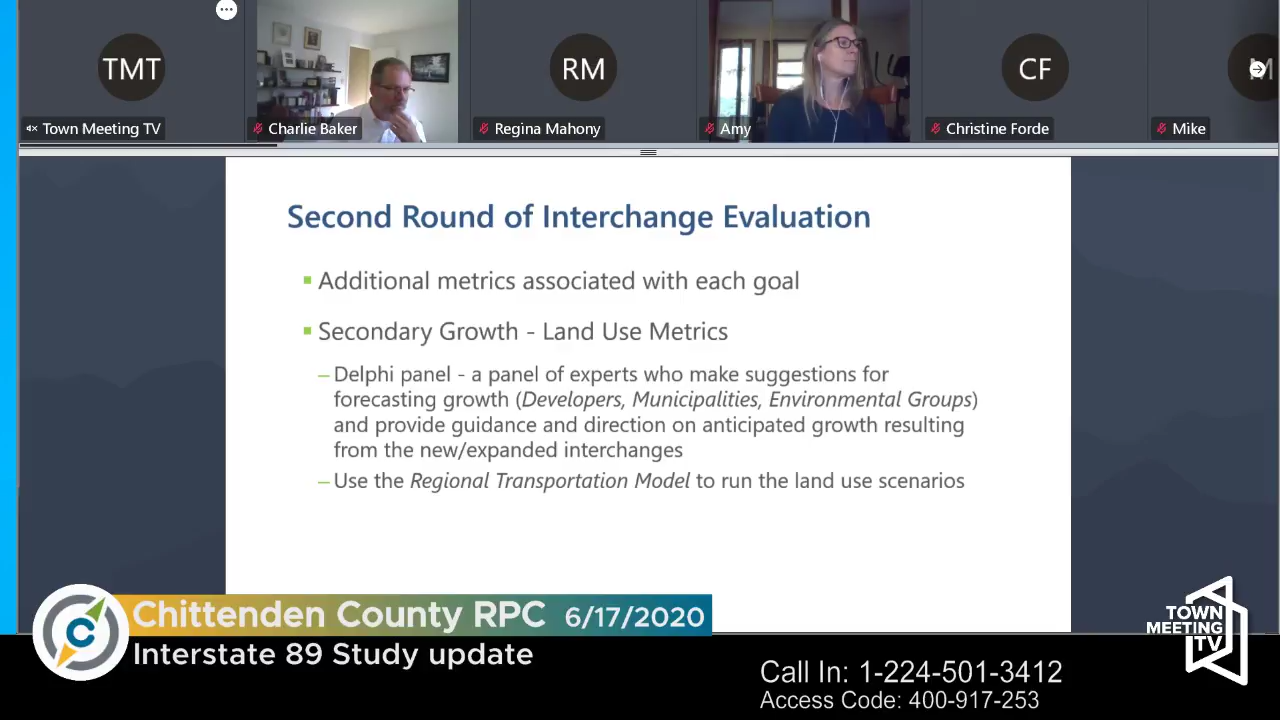 TMT
RM
CF
M
Town Meeting TV
Charlie Baker
Regina Mahony
Amy
Christine Forde
Mike
Second Round of Interchange Evaluation
Additional metrics associated with each goal
Secondary Growth - Land Use Metrics
– Delphi panel - a panel of experts who make suggestions for
forecasting growth (Developers, Municipalities, Environmental Groups)
and provide guidance and direction on anticipated growth resulting
from the new/expanded interchanges
– Use the Regional Transportation Model to run the land use scenarios
C
Chittenden County RPC 6/17/2020
Interstate 89 Study update
Call In: 1-224-501-3412
Access Code: 400-917-253
TOWN
MEETING
TV